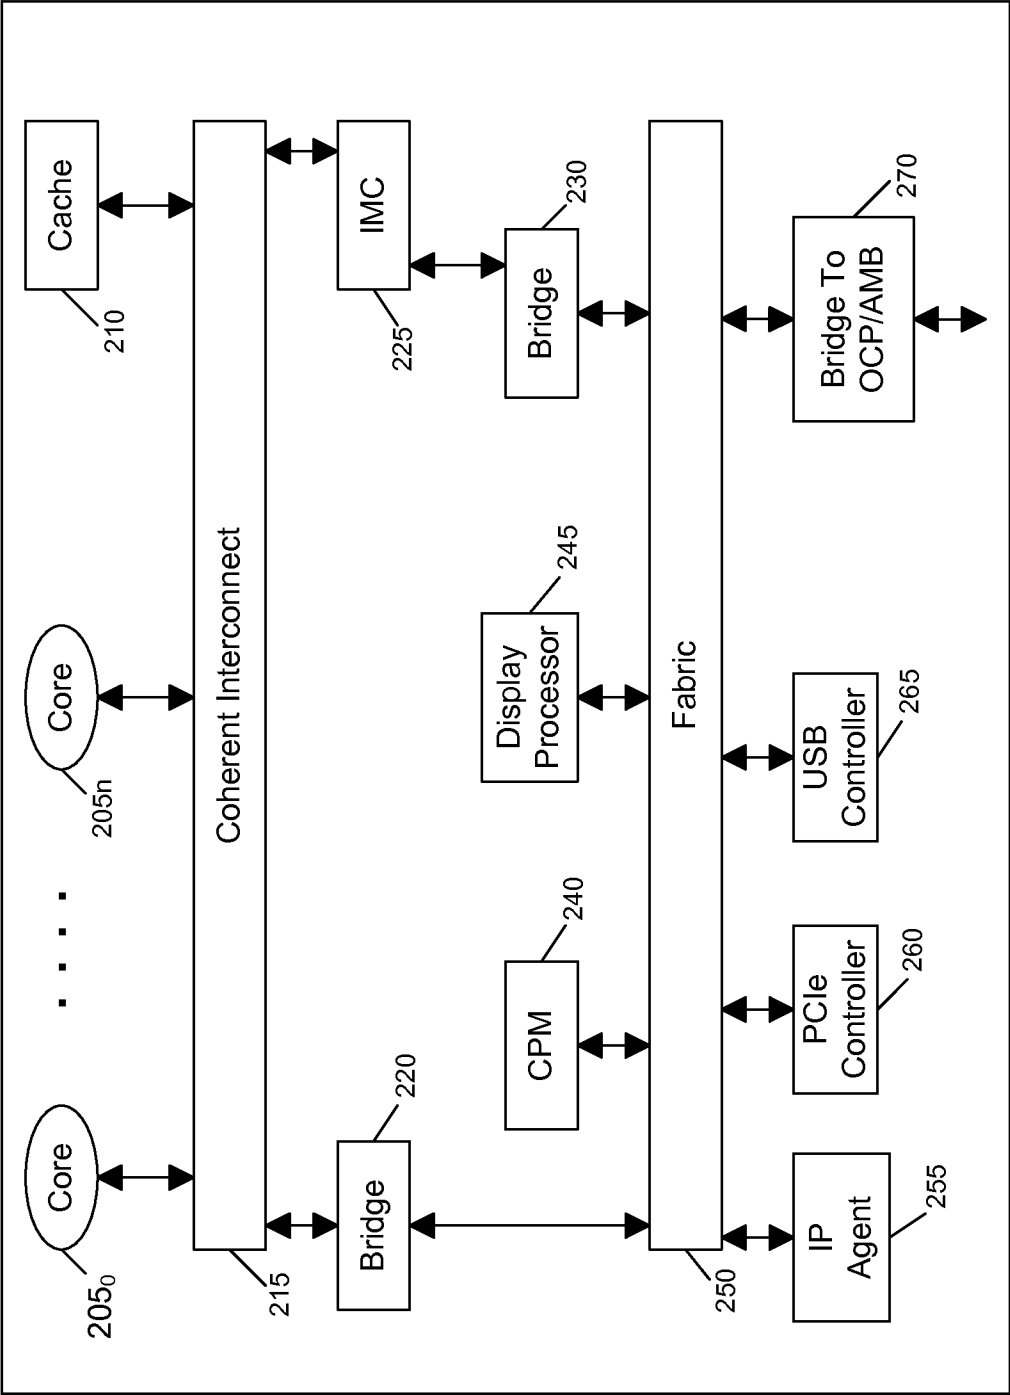 Core
205₀
. . . .
Core
205n
Cache
210
Coherent Interconnect
215
Bridge
220
IMC
225
Bridge
230
CPM
240
Display
Processor
245
Fabric
250
IP
Agent
255
PCIe
Controller
260
USB
Controller
265
Bridge To
OCP/AMB
270